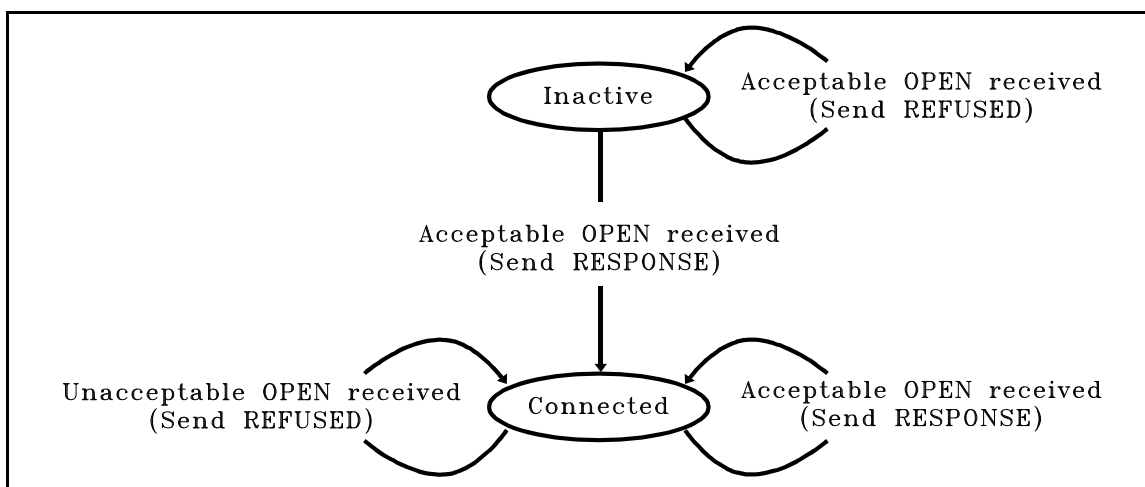 Inactive
Acceptable OPEN received
(Send REFUSED)
Acceptable OPEN received
(Send RESPONSE)
Unacceptable OPEN received
(Send REFUSED)
Connected
Acceptable OPEN received
(Send RESPONSE)